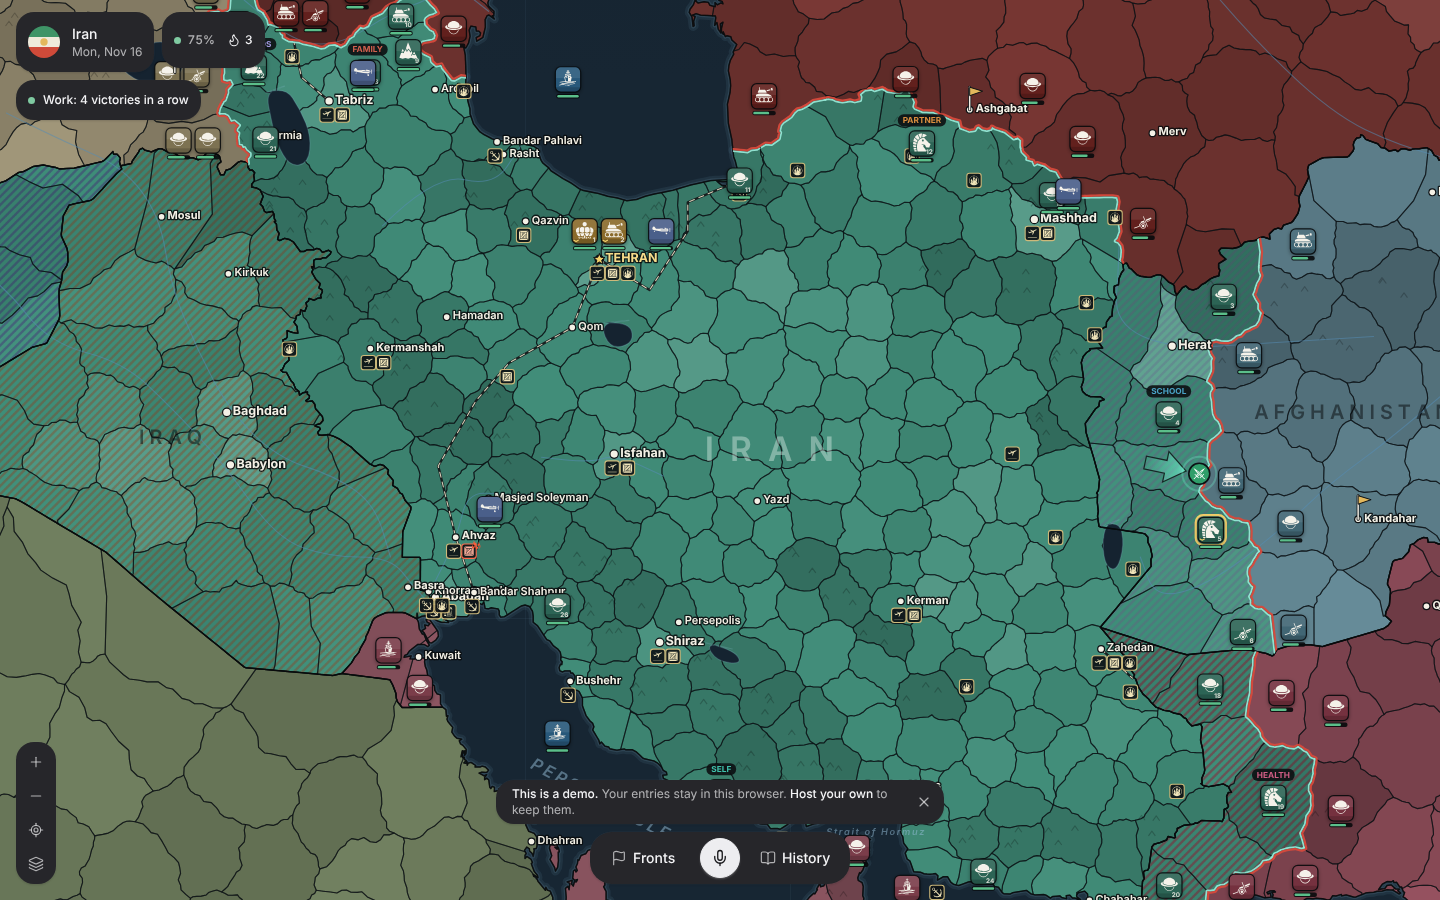 Iran
Mon, Nov 16
75%
3
Work: 4 victories in a row
FAMILY
PARTNER
Tabriz
Ashgabat
Merv
Bandar Pahlavi
Rasht
Mosul
Qazvin
Mashhad
TEHRAN
Kirkuk
Hamadan
Qom
Kermanshah
Herat
SCHOOL
Baghdad
IRAQ
AFGHANISTAN
IRAN
Isfahan
Babylon
Masjed Soleyman
Yazd
Kandahar
Ahvaz
Basra
Bandar Shahpur
Abadan
Kerman
Persepolis
Shiraz
Zahedan
Kuwait
Bushehr
SELF
HEALTH
This is a demo. Your entries stay in this browser. Host your own to
keep them.
Strait of Hormuz
Dhahran
Fronts
History
Chabahar